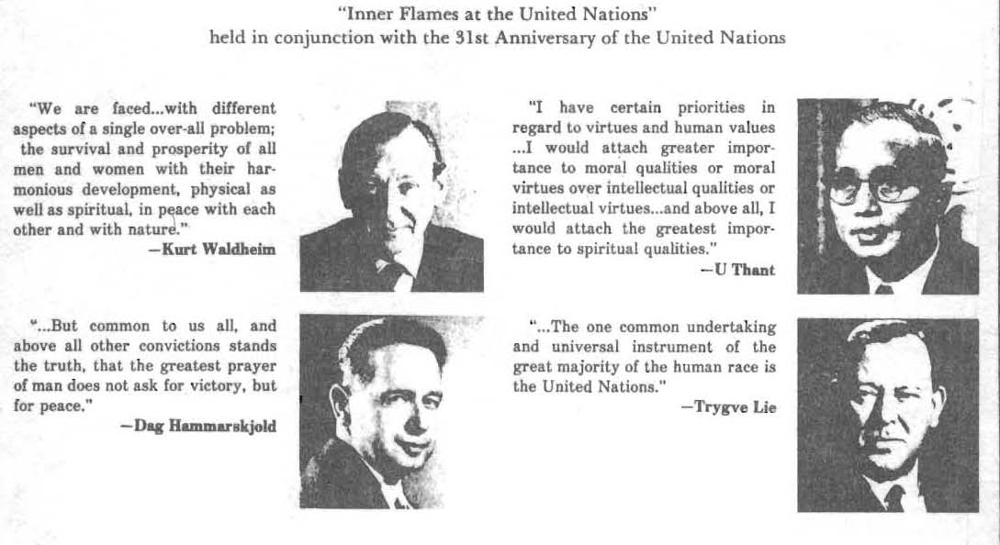 "Inner Flames at the United Nations"
held in conjunction with the 31st Anniversary of the United Nations
"We are faced...with different
aspects of a single over-all problem;
the survival and prosperity of all
men and women with their har-
monious development, physical as
well as spiritual, in peace with each
other and with nature."
—Kurt Waldheim
"I have certain priorities in
regard to virtues and human values
...I would attach greater impor-
tance to moral qualities or moral
virtues over intellectual qualities or
intellectual virtues...and above all, I
would attach the greatest impor-
tance to spiritual qualities."
—U Thant
"...But common to us all, and
above all other convictions stands
the truth, that the greatest prayer
of man does not ask for victory, but
for peace."
—Dag Hammarskjold
"...The one common undertaking
and universal instrument of the
great majority of the human race is
the United Nations."
—Trygve Lie